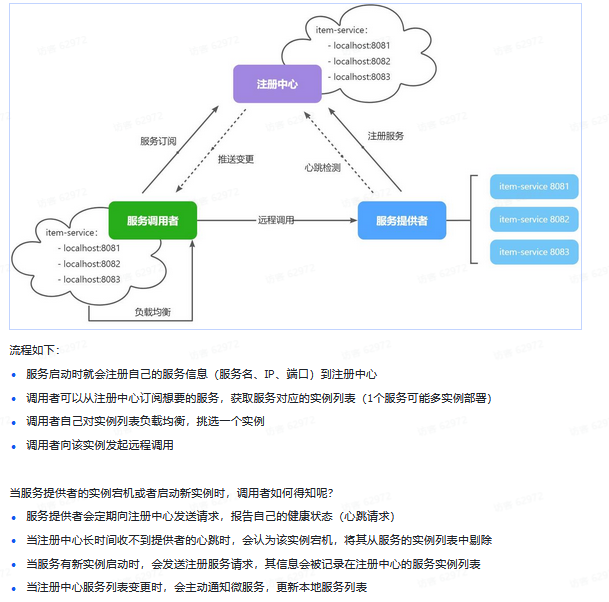 item-service：
- localhost:8081
- localhost:8082
- localhost:8083
注册中心
服务订阅
推送变更
心跳检测
注册服务
服务调用者
远程调用
服务提供者
item-service 8081
item-service 8082
item-service 8083
item-service：
- localhost:8081
- localhost:8082
- localhost:8083
负载均衡
流程如下：
• 服务启动时就会注册自己的服务信息（服务名、IP、端口）到注册中心
• 调用者可以从注册中心订阅想要的服务，获取服务对应的实例列表（1个服务可能多实例部署）
• 调用者自己对实例列表负载均衡，挑选一个实例
• 调用者向该实例发起远程调用
当服务提供者的实例宕机或者启动新实例时，调用者如何得知呢？
• 服务提供者会定期向注册中心发送请求，报告自己的健康状态（心跳请求）
• 当注册中心长时间收不到提供者的心跳时，会认为该实例宕机，将其从服务的实例列表中剔除
• 当服务有新实例启动时，会发送注册服务请求，其信息会被记录在注册中心的服务实例列表
• 当注册中心服务列表变更时，会主动通知微服务，更新本地服务列表